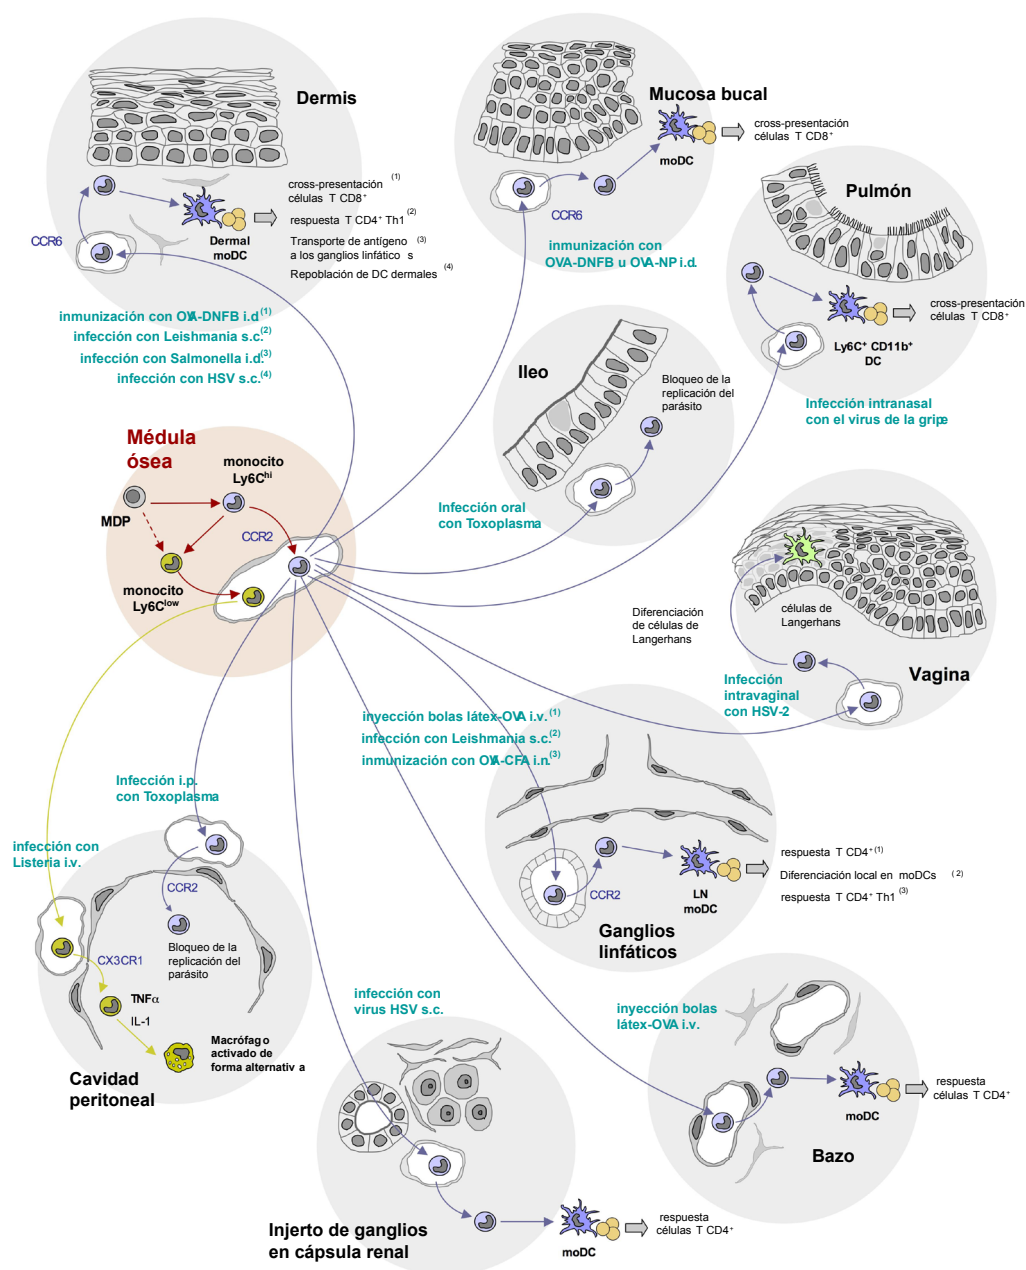 Dermis
cross-presentación (1)
células T CD8+
respuesta T CD4+ Th1 (2)
Transporte de antígeno (3)
a los ganglios linfático s
Repoblación de DC dermales (4)
Dermal
moDC
CCR6
inmunización con OVA-DNFB i.d.(1)
infección con Leishmania s.c.(2)
infección con Salmonella i.d.(3)
infección con HSV s.c.(4)
Mucosa bucal
moDC
cross-presentación
células T CD8+
CCR6
inmunización con
OVA-DNFB u OVA-NP i.d.
Pulmón
cross-presentación
células T CD8+
Ly6C+ CD11b+
DC
Infección intranasal
con el virus de la gripe
Ileo
Bloqueo de la
replicación del
parásito
Infección oral
con Toxoplasma
Médula
ósea
monocito
Ly6Chi
MDP
CCR2
monocito
Ly6Clow
Diferenciación
de células de
Langerhans
células de
Langerhans
Vagina
Infección
intravaginal
con HSV-2
inyección bolas látex-OVA i.v.(1)
infección con Leishmania s.c.(2)
inmunización con OVA-CFA i.n.(3)
CCR2
LN
moDC
respuesta T CD4+(1)
Diferenciación local en moDCs (2)
respuesta T CD4+ Th1 (3)
Ganglios
linfáticos
Infección i.p.
con Toxoplasma
infección con
Listeria i.v.
CCR2
Bloqueo de la
replicación del
parásito
CX3CR1
TNFα
IL-1
Macrófago
activado de
forma alternativ a
Cavidad
peritoneal
infección con
virus HSV s.c.
Injerto de ganglios
en cápsula renal
moDC
respuesta
células T CD4+
inyección bolas
látex-OVA i.v.
moDC
respuesta
células T CD4+
Bazo